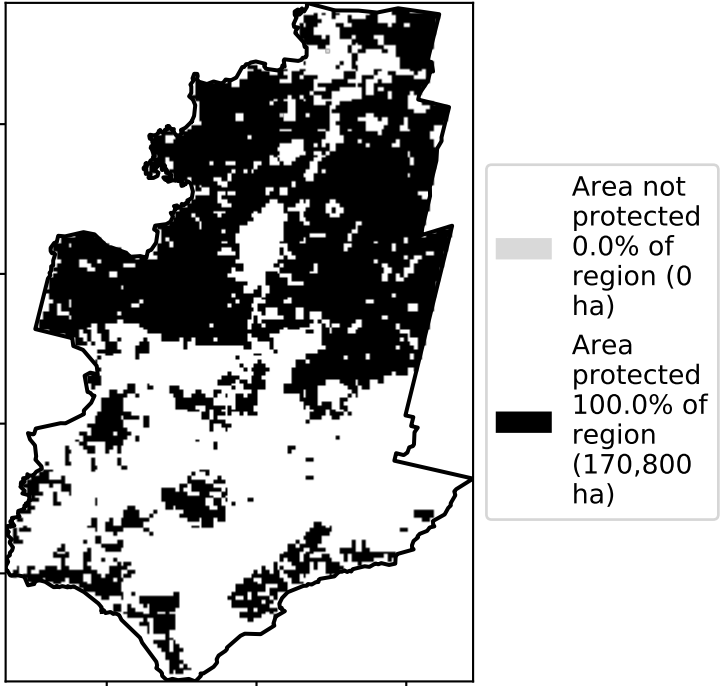 Area not
protected
0.0% of
region (0
ha)
Area
protected
100.0% of
region
(170,800
ha)